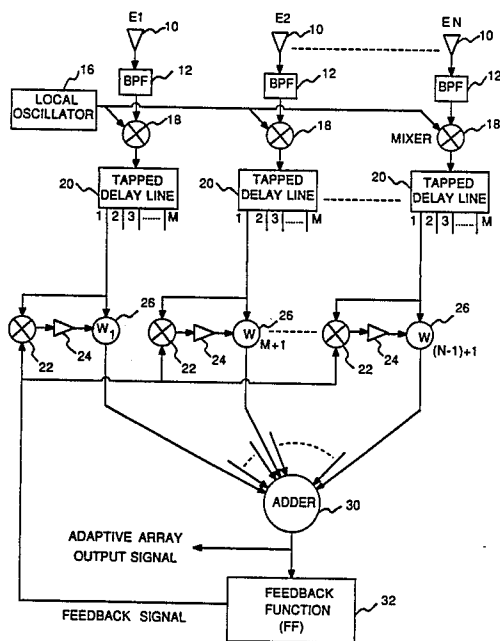 E1 E2 EN
10 10 10
16
BPF 12 BPF 12 BPF 12
LOCAL
OSCILLATOR
18 18 MIXER 18
20 TAPPED
DELAY LINE
1 2 3 M
20 TAPPED
DELAY LINE
1 2 3 M
20 TAPPED
DELAY LINE
1 2 3 M
26 26 26
W1 W M+1 W (N-1)+1
22 24 22 24 22 24
ADDER
30
ADAPTIVE ARRAY
OUTPUT SIGNAL
FEEDBACK
FUNCTION
(FF)
32
FEEDBACK SIGNAL